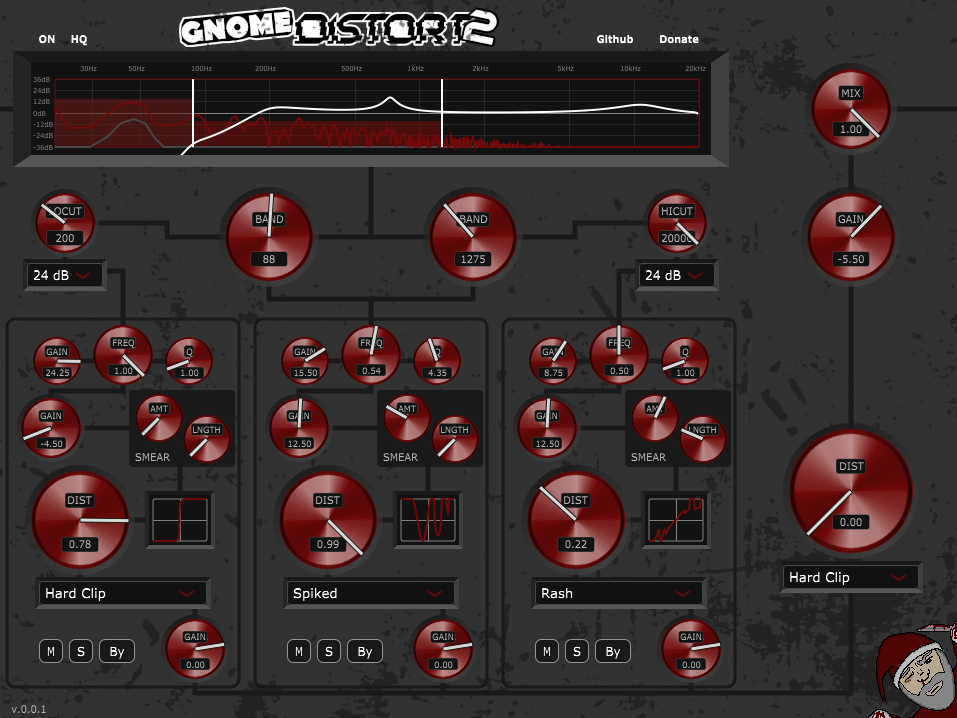 GNOME DISTORT 2
ON HQ
Github Donate
30Hz 50Hz 100Hz 200Hz 500Hz 1kHz 2kHz 5kHz 10kHz 20kHz
36dB
24dB
12dB
0dB
-12dB
-24dB
-36dB
MIX
1.00
LOCUT
200
24 dB
BAND
88
BAND
1275
HICUT
20000
24 dB
GAIN
-5.50
GAIN
24.25
FREQ
1.00
Q
1.00
GAIN
-4.50
AMT
LNGTH
SMEAR
DIST
0.78
Hard Clip
M S By
GAIN
0.00
GAIN
15.50
FREQ
0.54
Q
4.35
GAIN
12.50
AMT
LNGTH
SMEAR
DIST
0.99
Spiked
M S By
GAIN
0.00
GAIN
8.75
FREQ
0.50
Q
1.00
GAIN
12.50
AMT
LNGTH
SMEAR
DIST
0.22
Rash
M S By
GAIN
0.00
DIST
0.00
Hard Clip
v.0.0.1